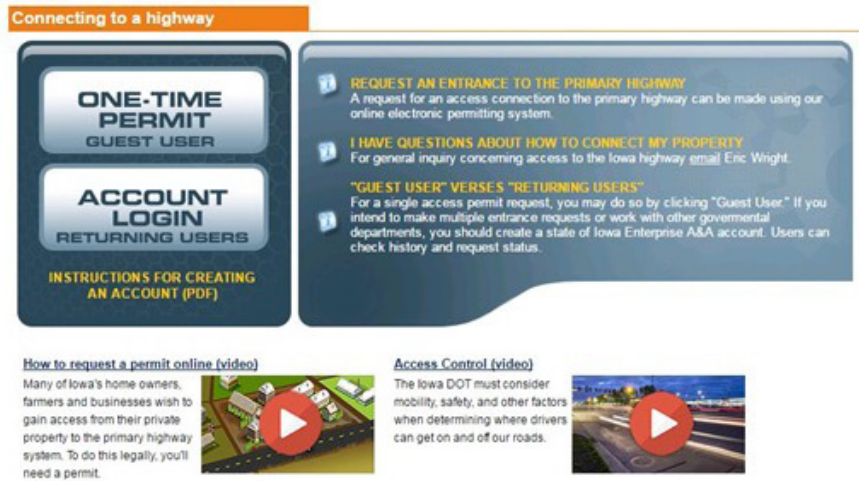 Connecting to a highway
ONE-TIME
PERMIT
GUEST USER
ACCOUNT
LOGIN
RETURNING USERS
INSTRUCTIONS FOR CREATING
AN ACCOUNT (PDF)
REQUEST AN ENTRANCE TO THE PRIMARY HIGHWAY
A request for an access connection to the primary highway can be made using our
online electronic permitting system.
I HAVE QUESTIONS ABOUT HOW TO CONNECT MY PROPERTY
For general inquiry concerning access to the Iowa highway email Eric Wright.
"GUEST USER" VERSES "RETURNING USERS"
For a single access permit request, you may do so by clicking "Guest User." If you
intend to make multiple entrance requests or work with other govermental
departments, you should create a state of Iowa Enterprise A&A account. Users can
check history and request status.
How to request a permit online (video)
Many of Iowa's home owners,
farmers and businesses wish to
gain access from their private
property to the primary highway
system. To do this legally, you'll
need a permit.
Access Control (video)
The Iowa DOT must consider
mobility, safety, and other factors
when determining where drivers
can get on and off our roads.